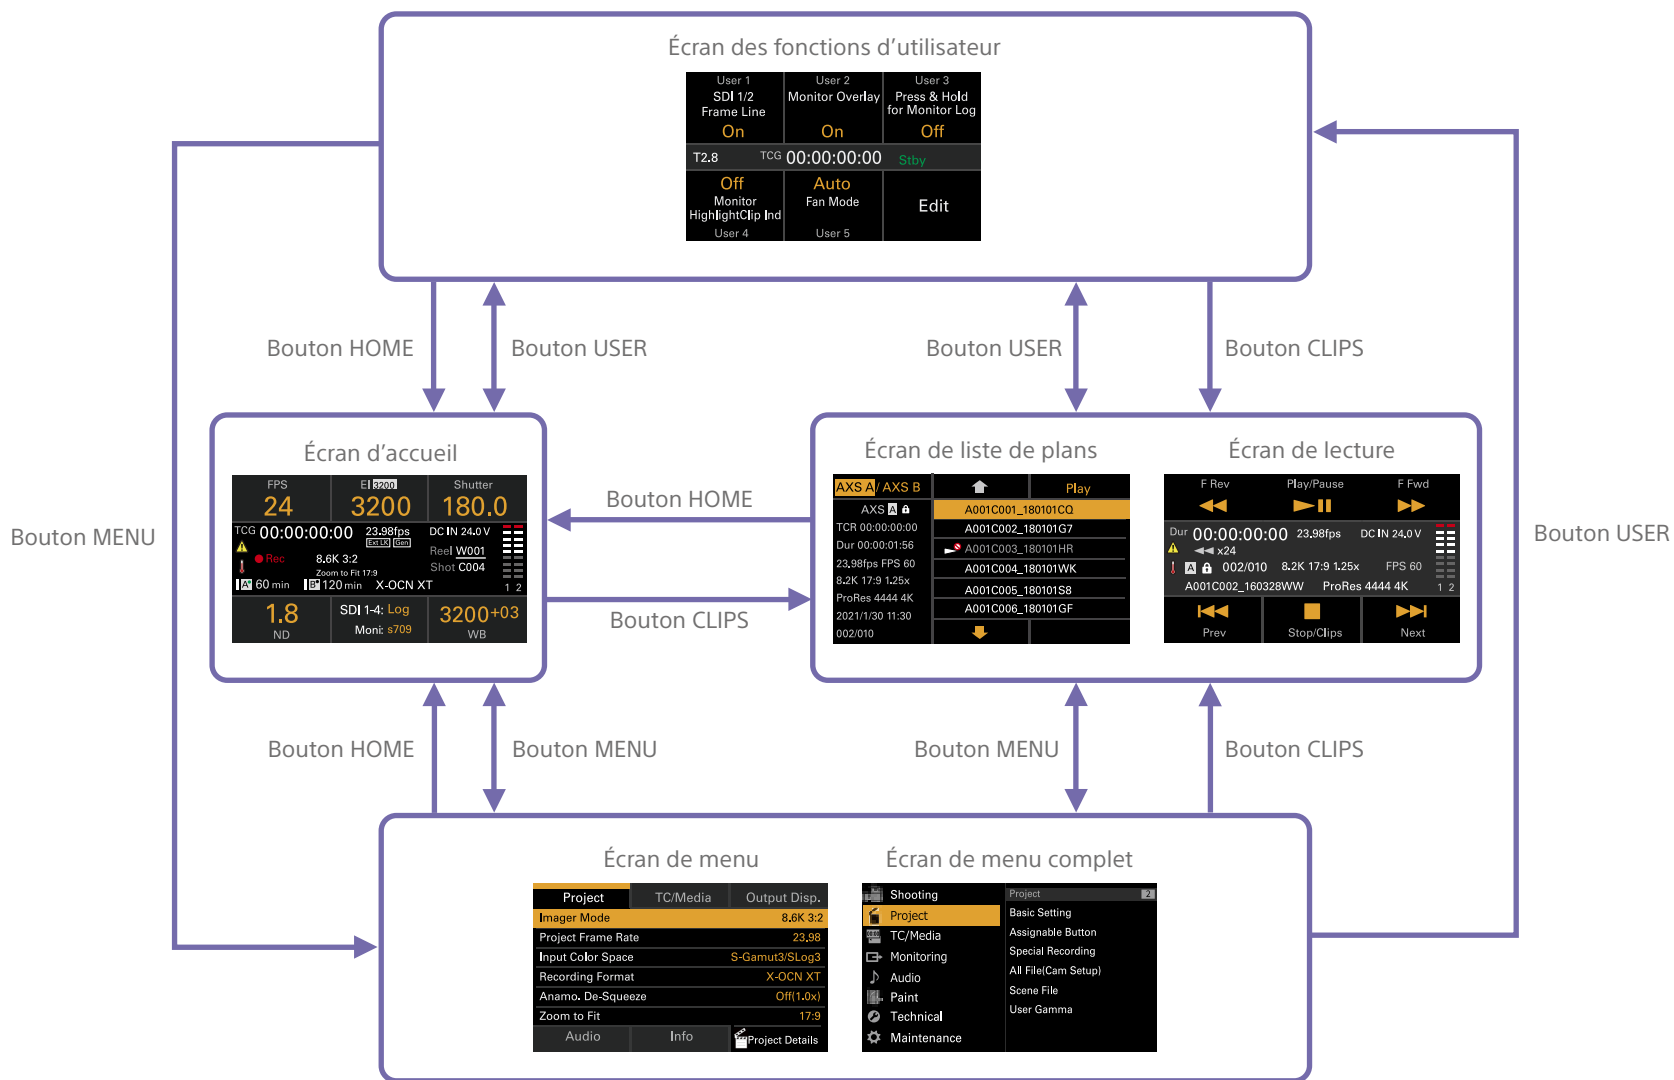 Écran des fonctions d’utilisateur
User 1 User 2 User 3
SDI 1/2 Monitor Overlay Press & Hold
Frame Line for Monitor Log
On On Off
T2.8 TCG 00:00:00:00 Stby
Off Auto
Monitor Fan Mode Edit
HighlightClip Ind
User 4 User 5
Bouton HOME Bouton USER Bouton USER Bouton CLIPS
Écran d’accueil
FPS EI 3200 Shutter
24 3200 180.0
TCG 00:00:00:00 23.98fps DC IN 24.0 V
Ext LK Gen
Rec 8.6K 3:2 Reel W001
Zoom to Fit 17:9 Shot C004
A 60 min B 120 min X-OCN XT 1 2
1.8 SDI 1-4: Log 3200+03
ND Moni: s709 WB
Bouton HOME
Bouton CLIPS
Écran de liste de plans
AXS A / AXS B Play
AXS A A001C001_180101CQ
TCR 00:00:00:00 A001C002_180101G7
Dur 00:00:01:56 A001C003_180101HR
23.98fps FPS 60 A001C004_180101WK
8.2K 17:9 1.25x A001C005_180101S8
ProRes 4444 4K A001C006_180101GF
2021/1/30 11:30
002/010
Écran de lecture
F Rev Play/Pause F Fwd
Dur 00:00:00:00 23.98fps DC IN 24.0 V
x24
A 002/010 8.2K 17:9 1.25x FPS 60
A001C002_160328WW ProRes 4444 4K 1 2
Prev Stop/Clips Next
Bouton MENU
Bouton USER
Bouton HOME Bouton MENU Bouton MENU Bouton CLIPS
Écran de menu
Project TC/Media Output Disp.
Imager Mode 8.6K 3:2
Project Frame Rate 23.98
Input Color Space S-Gamut3/SLog3
Recording Format X-OCN XT
Anamo. De-Squeeze Off(1.0x)
Zoom to Fit 17:9
Audio Info Project Details
Écran de menu complet
Shooting Project 2
Project Basic Setting
TC/Media Assignable Button
Monitoring Special Recording
Audio All File(Cam Setup)
Paint Scene File
Technical User Gamma
Maintenance